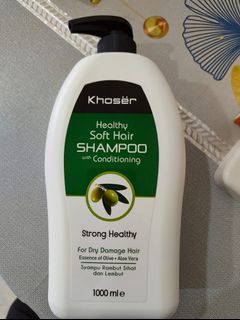 Khosër
Healthy
Soft Hair
SHAMPOO
with Conditioning
Strong Healthy
For Dry Damage Hair
Essence of Olive + Aloe Vera
Syampu Rambut Sihat
dan Lembut
1000 ml e